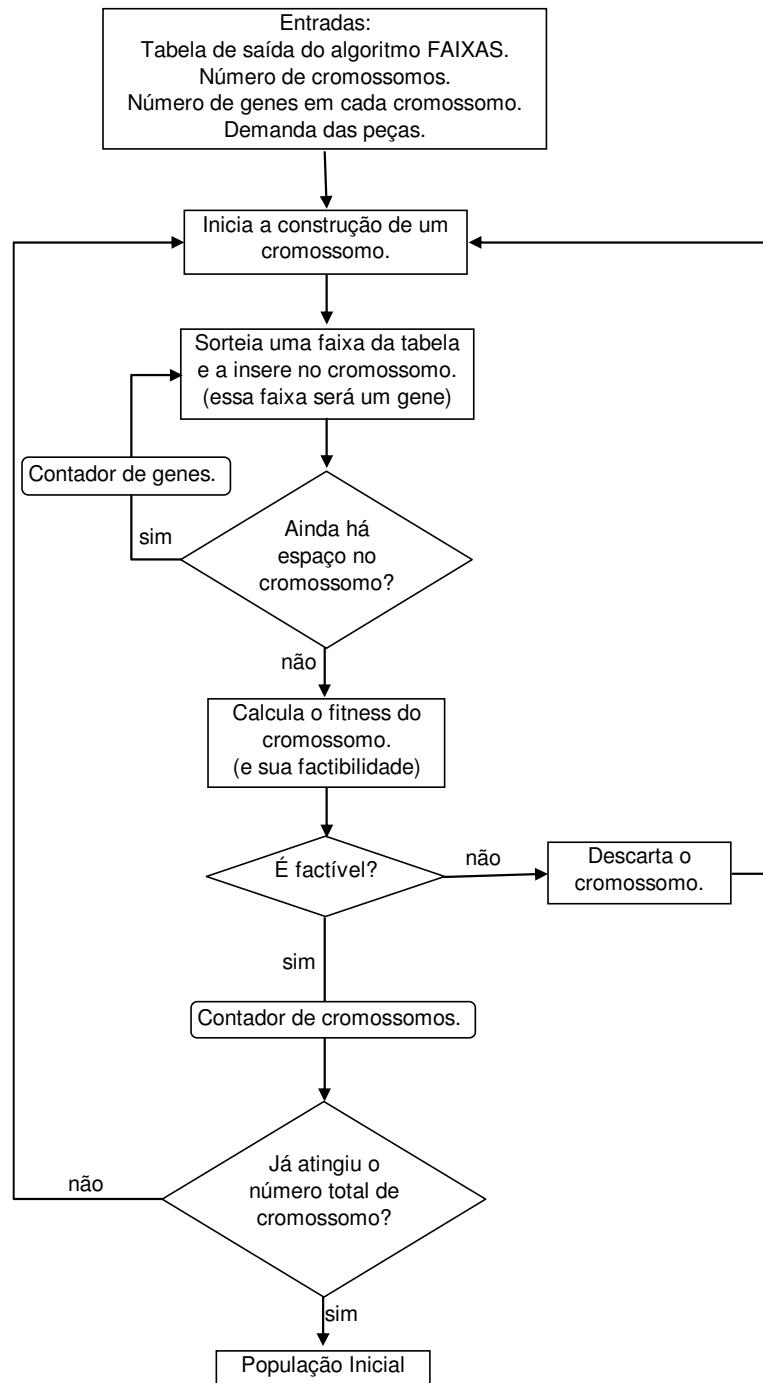 Entradas:
Tabela de saída do algoritmo FAIXAS.
Número de cromossomos.
Número de genes em cada cromossomo.
Demanda das peças.
Inicia a construção de um
cromossomo.
Sorteia uma faixa da tabela
e a insere no cromossomo.
(essa faixa será um gene)
Contador de genes.
sim
Ainda há
espaço no
cromossomo?
não
Calcula o fitness do
cromossomo.
(e sua factibilidade)
É factível?
não
Descarta o
cromossomo.
sim
Contador de cromossomos.
Já atingiu o
número total de
cromossomo?
não
sim
População Inicial